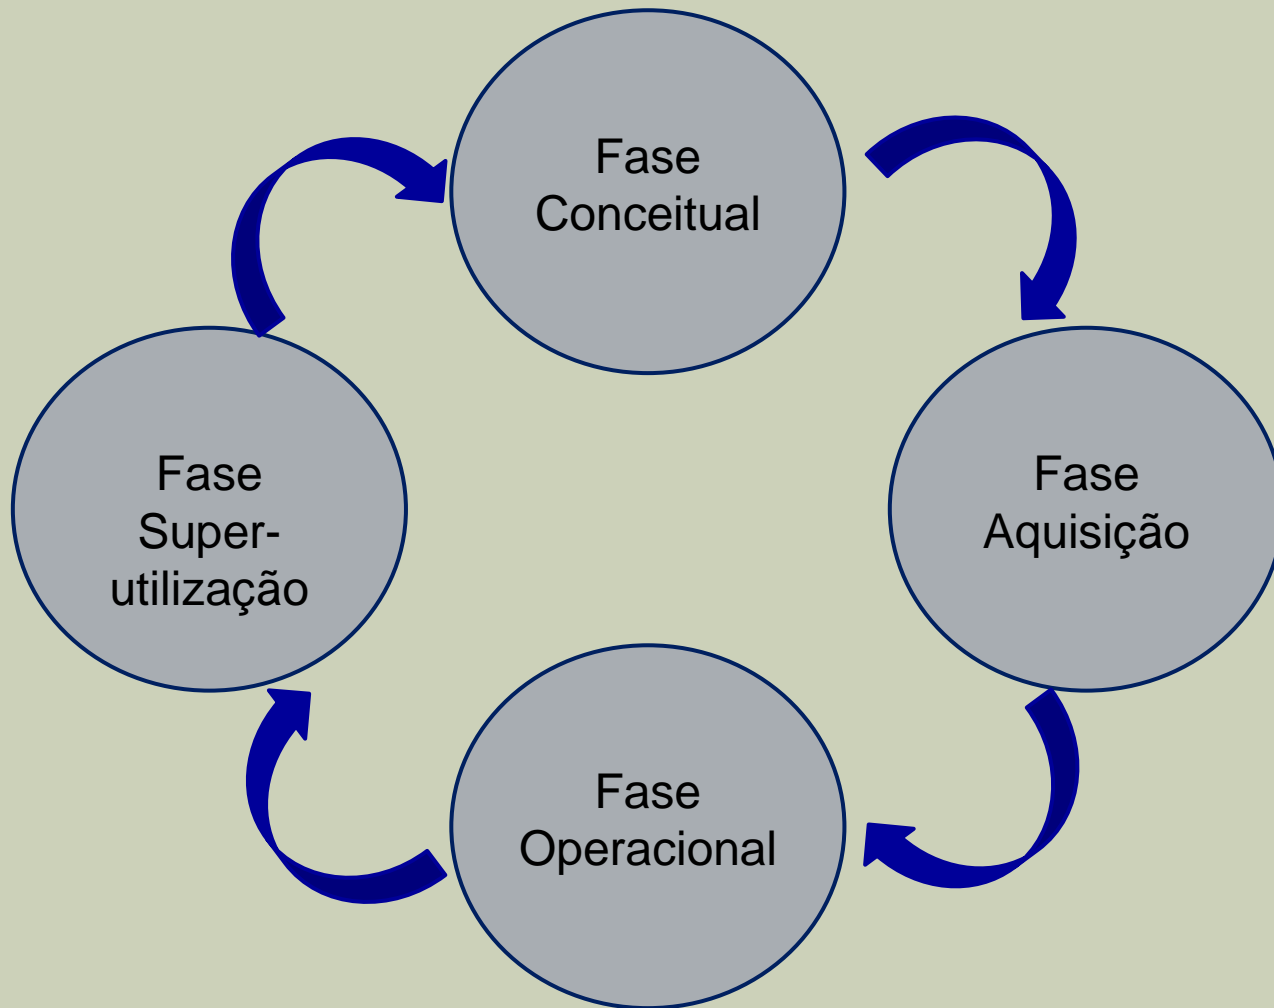 Fase
Conceitual
Fase
Aquisição
Fase
Operacional
Fase
Super-
utilização